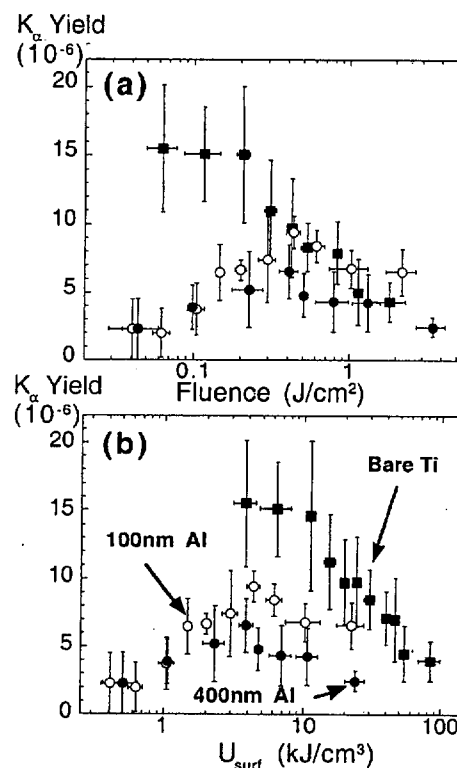 Kα Yield
(10⁻⁶)
20
(a)
15
10
5
0
0.1
1
Fluence (J/cm²)
Kα Yield
(10⁻⁶)
20
(b)
Bare Ti
15
100nm Al
10
5
400nm Al
0
1
10
100
U_surf (kJ/cm³)